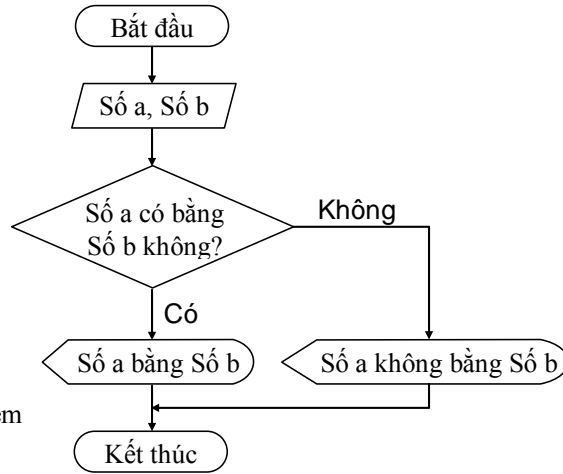 Bắt đầu
Số a, Số b
Số a có bằng
Số b không?
Không
Có
Số a bằng Số b
Số a không bằng Số b
Kết thúc